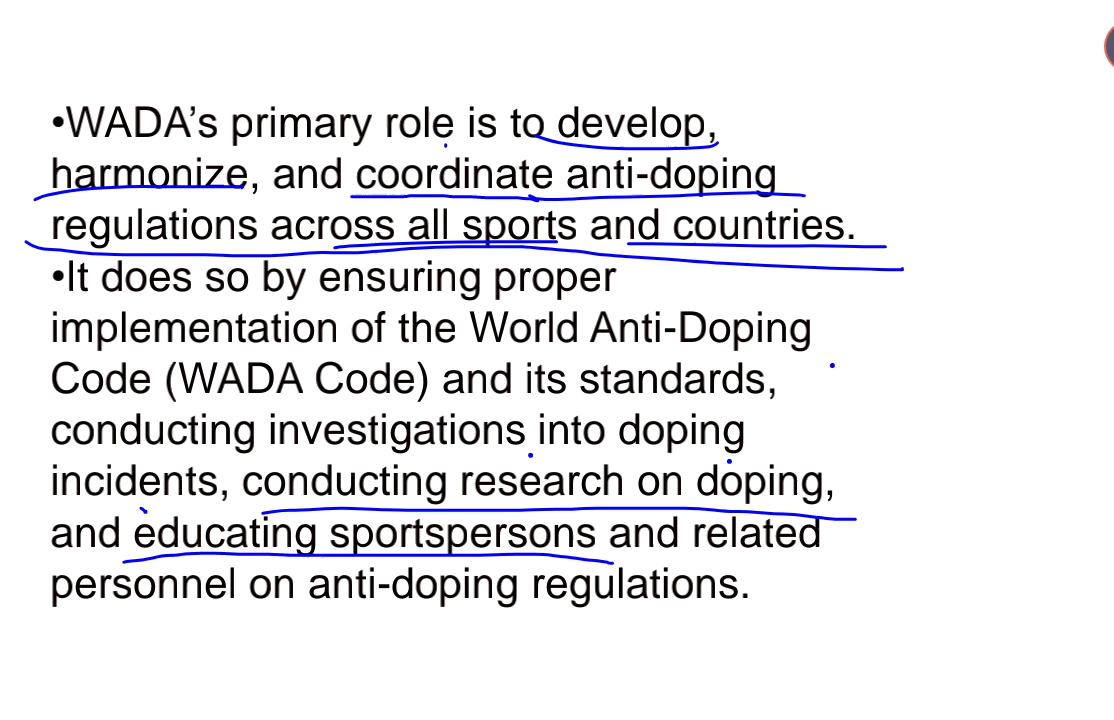 •WADA’s primary role is to develop,
harmonize, and coordinate anti-doping
regulations across all sports and countries.
•It does so by ensuring proper
implementation of the World Anti-Doping
Code (WADA Code) and its standards,
conducting investigations into doping
incidents, conducting research on doping,
and educating sportspersons and related
personnel on anti-doping regulations.